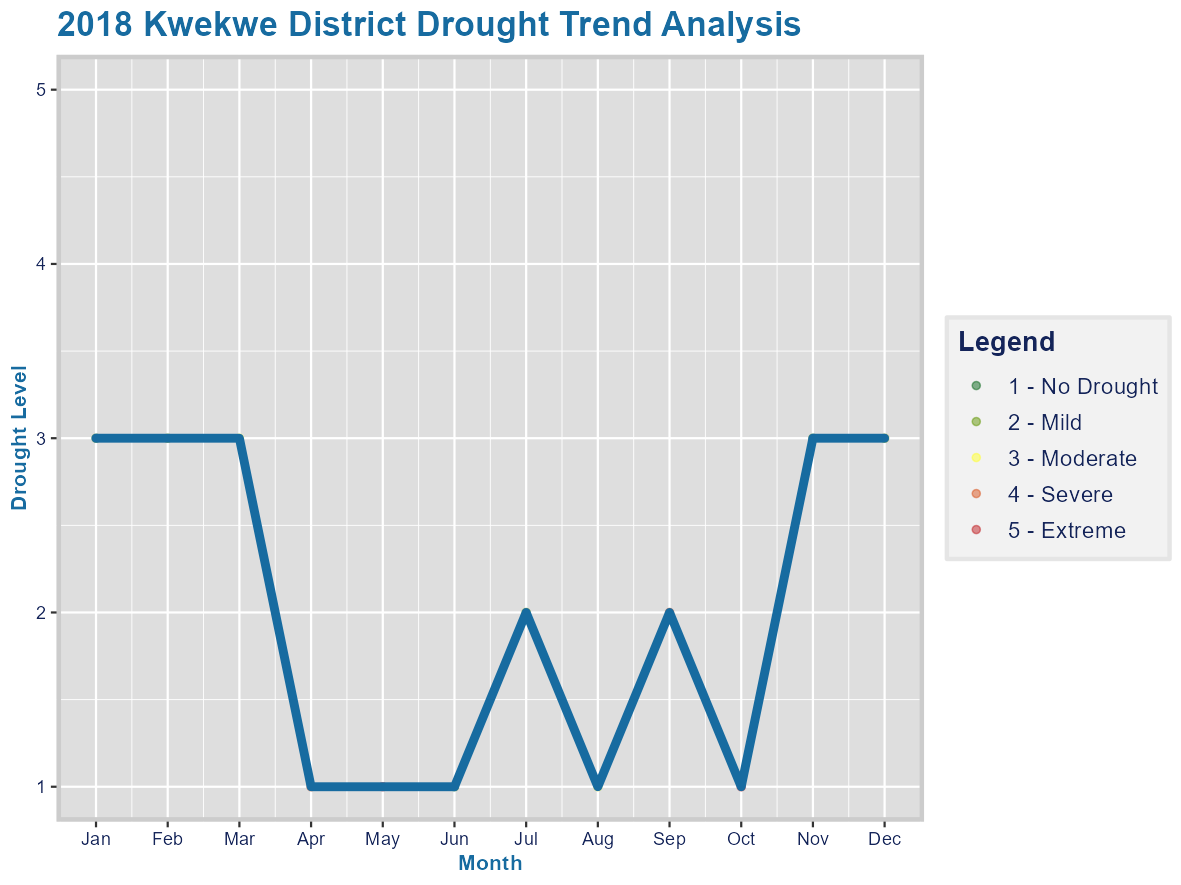 2018 Kwekwe District Drought Trend Analysis
5
4
3
2
1
Drought Level
Jan Feb Mar Apr May Jun Jul Aug Sep Oct Nov Dec
Month
Legend
1 - No Drought
2 - Mild
3 - Moderate
4 - Severe
5 - Extreme